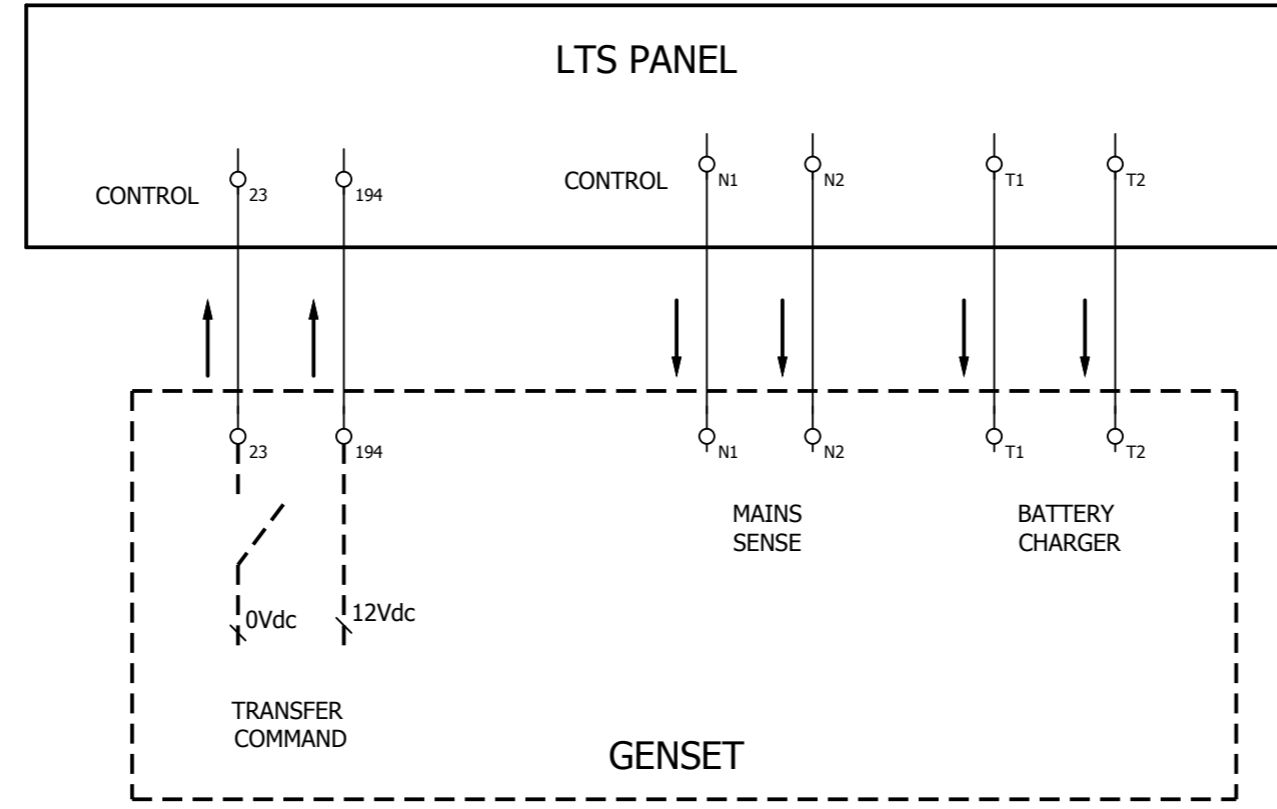 LTS PANEL
CONTROL
23
194
CONTROL
N1
N2
T1
T2
23
194
N1
N2
T1
T2
MAINS
SENSE
BATTERY
CHARGER
0Vdc
12Vdc
TRANSFER
COMMAND
GENSET